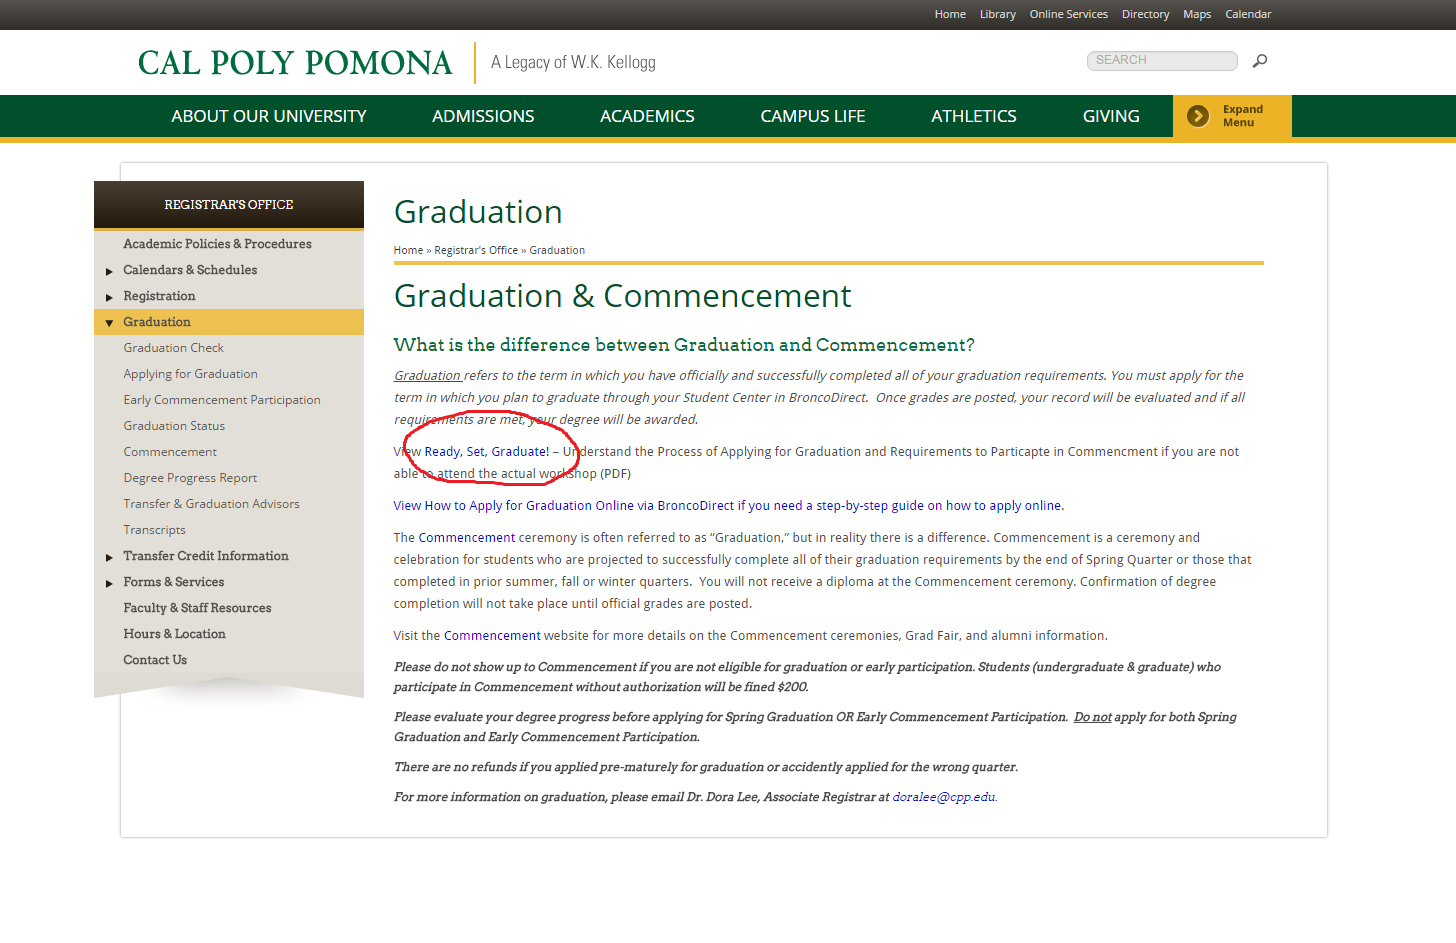 Home Library Online Services Directory Maps Calendar
CAL POLY POMONA A Legacy of W.K. Kellogg SEARCH
ABOUT OUR UNIVERSITY ADMISSIONS ACADEMICS CAMPUS LIFE ATHLETICS GIVING Expand
Menu
REGISTRAR'S OFFICE
Academic Policies & Procedures
Calendars & Schedules
Registration
Graduation
Graduation Check
Applying for Graduation
Early Commencement Participation
Graduation Status
Commencement
Degree Progress Report
Transfer & Graduation Advisors
Transcripts
Transfer Credit Information
Forms & Services
Faculty & Staff Resources
Hours & Location
Contact Us
Graduation
Home » Registrar's Office » Graduation
Graduation & Commencement
What is the difference between Graduation and Commencement?
Graduation refers to the term in which you have officially and successfully completed all of your graduation requirements. You must apply for the
term in which you plan to graduate through your Student Center in BroncoDirect.  Once grades are posted, your record will be evaluated and if all
requirements are met, your degree will be awarded.
View Ready, Set, Graduate! – Understand the Process of Applying for Graduation and Requirements to Particapte in Commencment if you are not
able to attend the actual workshop (PDF)
View How to Apply for Graduation Online via BroncoDirect if you need a step-by-step guide on how to apply online.
The Commencement ceremony is often referred to as “Graduation,” but in reality there is a difference. Commencement is a ceremony and
celebration for students who are projected to successfully complete all of their graduation requirements by the end of Spring Quarter or those that
completed in prior summer, fall or winter quarters.  You will not receive a diploma at the Commencement ceremony. Confirmation of degree
completion will not take place until official grades are posted.
Visit the Commencement website for more details on the Commencement ceremonies, Grad Fair, and alumni information.
Please do not show up to Commencement if you are not eligible for graduation or early participation. Students (undergraduate & graduate) who
participate in Commencement without authorization will be fined $200.
Please evaluate your degree progress before applying for Spring Graduation OR Early Commencement Participation.  Do not apply for both Spring
Graduation and Early Commencement Participation.
There are no refunds if you applied pre-maturely for graduation or accidently applied for the wrong quarter.
For more information on graduation, please email Dr. Dora Lee, Associate Registrar at doralee@cpp.edu.